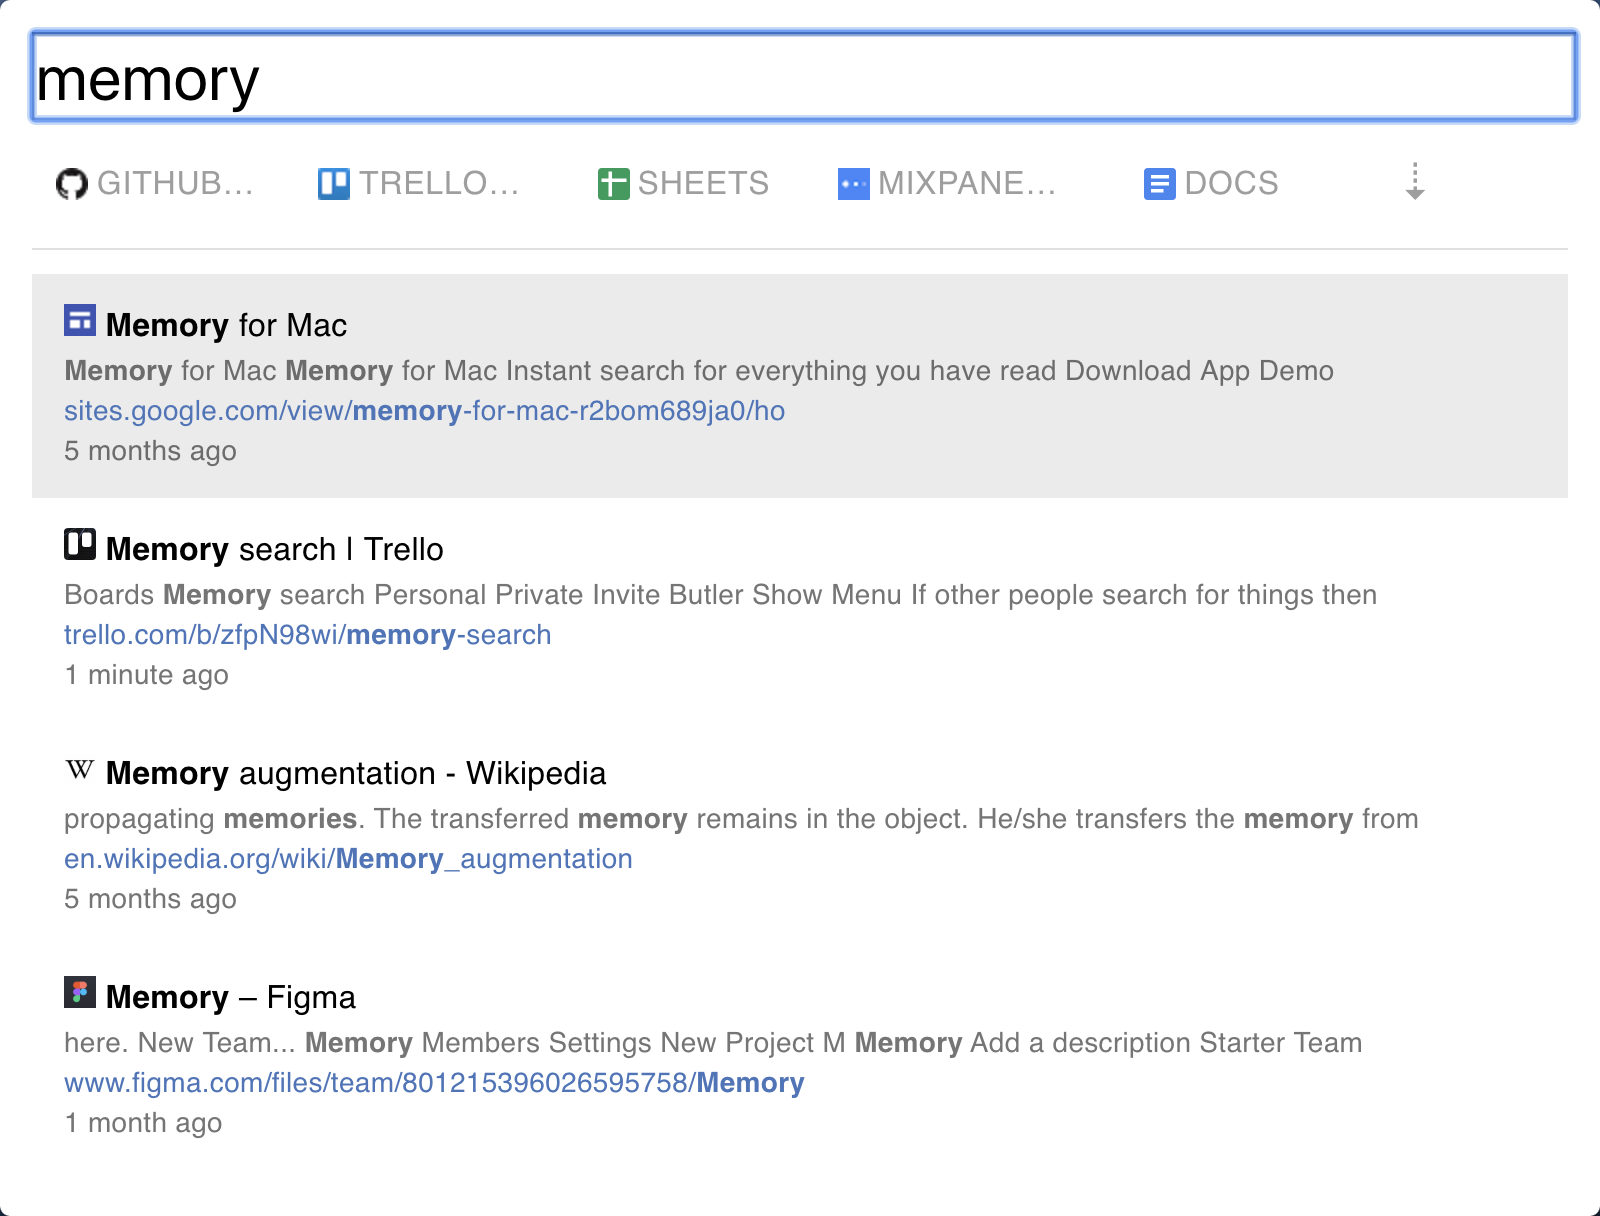 memory
GITHUB... TRELLO... SHEETS MIXPANE... DOCS
Memory for Mac
Memory for Mac Memory for Mac Instant search for everything you have read Download App Demo
sites.google.com/view/memory-for-mac-r2bom689ja0/ho
5 months ago
Memory search | Trello
Boards Memory search Personal Private Invite Butler Show Menu If other people search for things then
trello.com/b/zfpN98wi/memory-search
1 minute ago
W Memory augmentation - Wikipedia
propagating memories. The transferred memory remains in the object. He/she transfers the memory from
en.wikipedia.org/wiki/Memory_augmentation
5 months ago
Memory – Figma
here. New Team... Memory Members Settings New Project M Memory Add a description Starter Team
www.figma.com/files/team/801215396026595758/Memory
1 month ago